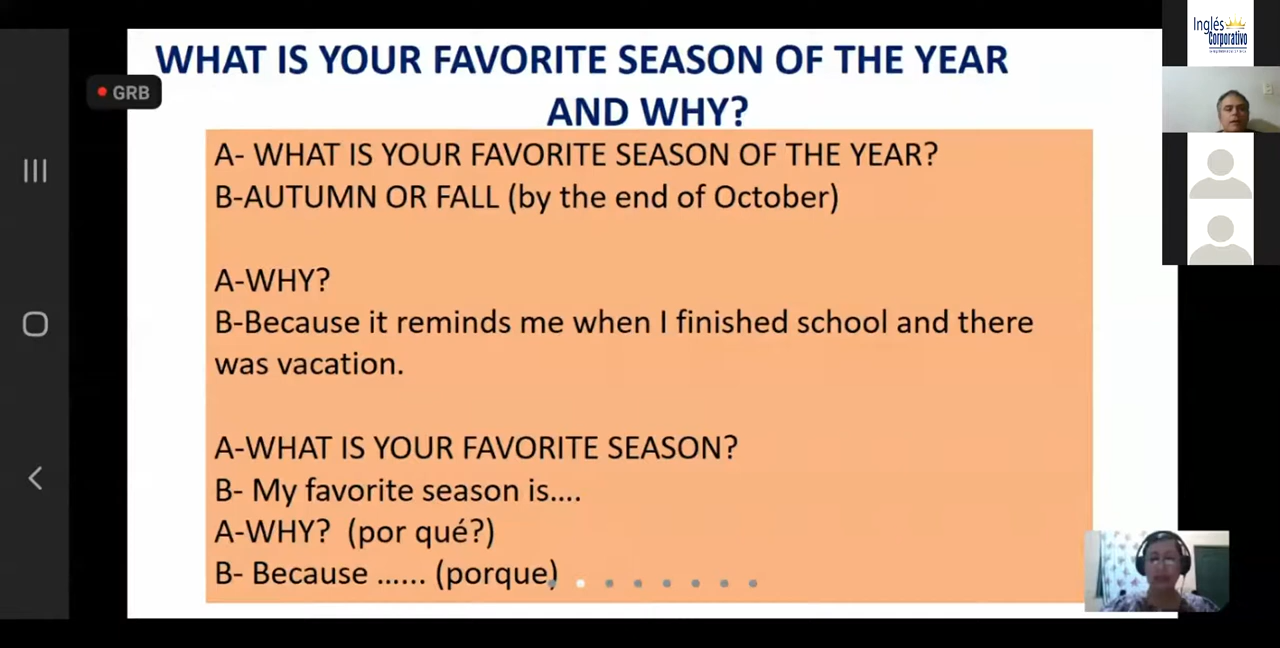 WHAT IS YOUR FAVORITE SEASON OF THE YEAR
AND WHY?
GRB
A- WHAT IS YOUR FAVORITE SEASON OF THE YEAR?
B-AUTUMN OR FALL (by the end of October)
A-WHY?
B-Because it reminds me when I finished school and there
was vacation.
A-WHAT IS YOUR FAVORITE SEASON?
B- My favorite season is....
A-WHY? (por qué?)
B- Because ...... (porque)
Inglés
Corporativo